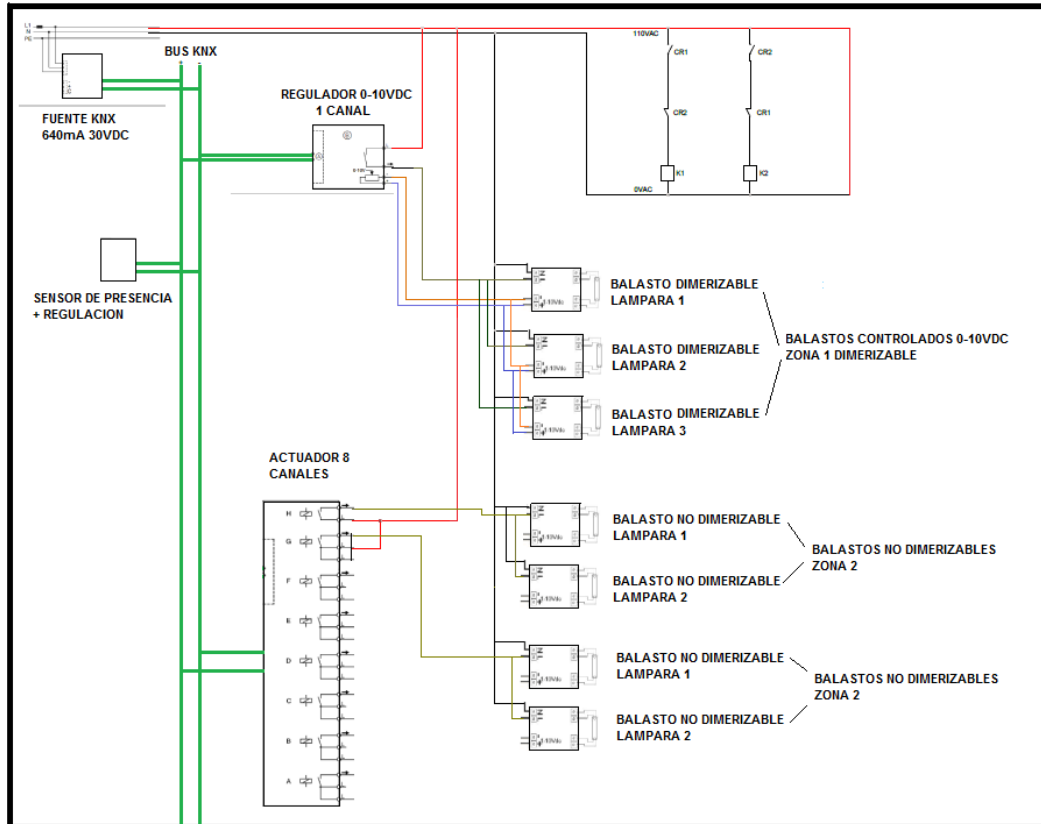 L1
N
PE
BUS KNX
+ -
FUENTE KNX
640mA 30VDC
REGULADOR 0-10VDC
1 CANAL
110VAC
CR1
CR2
CR2
CR1
K1
K2
0VAC
SENSOR DE PRESENCIA
+ REGULACION
BALASTO DIMERIZABLE
LAMPARA 1
BALASTO DIMERIZABLE
LAMPARA 2
BALASTO DIMERIZABLE
LAMPARA 3
BALASTOS CONTROLADOS 0-10VDC
ZONA 1 DIMERIZABLE
ACTUADOR 8
CANALES
H
G
F
E
D
C
B
A
BALASTO NO DIMERIZABLE
LAMPARA 1
BALASTO NO DIMERIZABLE
LAMPARA 2
BALASTOS NO DIMERIZABLES
ZONA 2
BALASTO NO DIMERIZABLE
LAMPARA 1
BALASTO NO DIMERIZABLE
LAMPARA 2
BALASTOS NO DIMERIZABLES
ZONA 2